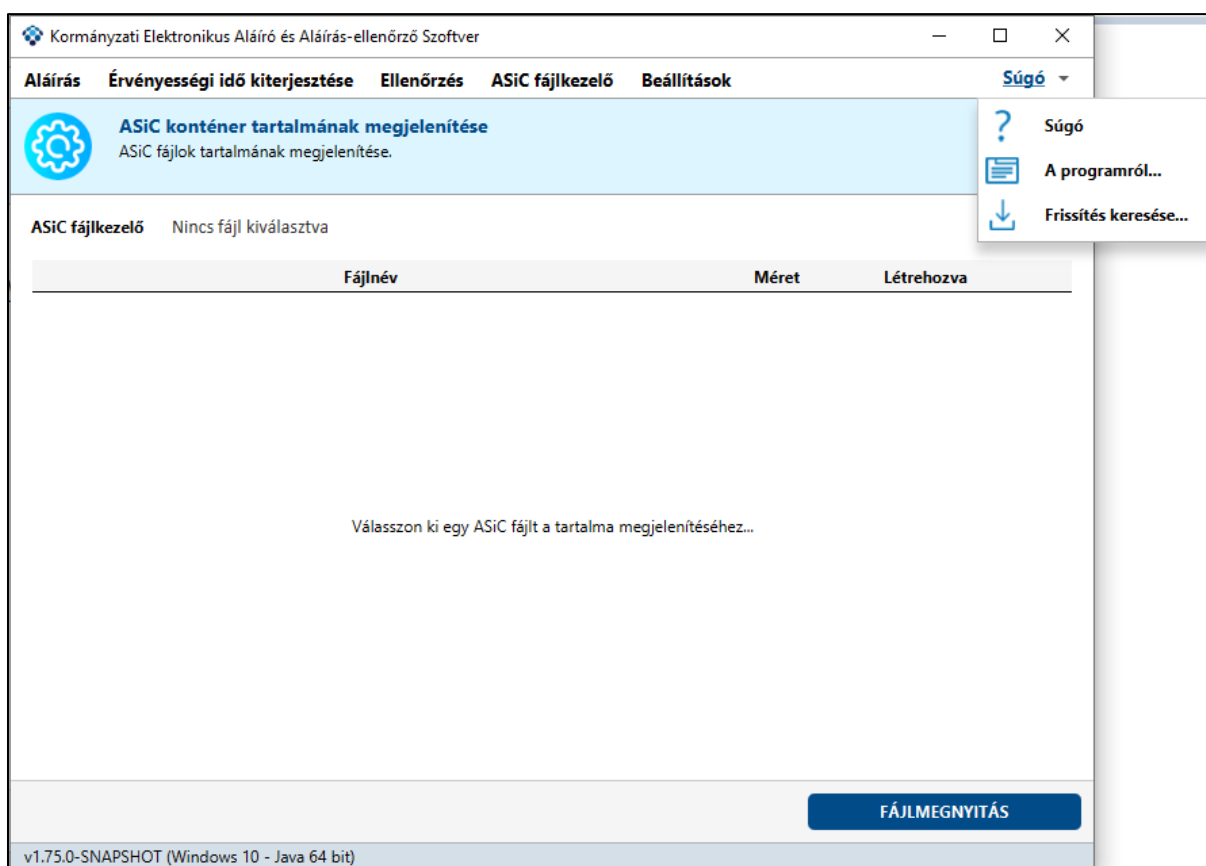 Kormányzati Elektronikus Aláíró és Aláírás-ellenőrző Szoftver
Aláírás Érvényességi idő kiterjesztése Ellenőrzés ASiC fájlkezelő Beállítások Súgó
ASiC konténer tartalmának megjelenítése
ASiC fájlok tartalmának megjelenítése.
Súgó
A programról...
Frissítés keresése...
ASiC fájlkezelő Nincs fájl kiválasztva
Fájlnév Méret Létrehozva
Válasszon ki egy ASiC fájlt a tartalma megjelenítéséhez...
FÁJLMEGNYITÁS
v1.75.0-SNAPSHOT (Windows 10 - Java 64 bit)